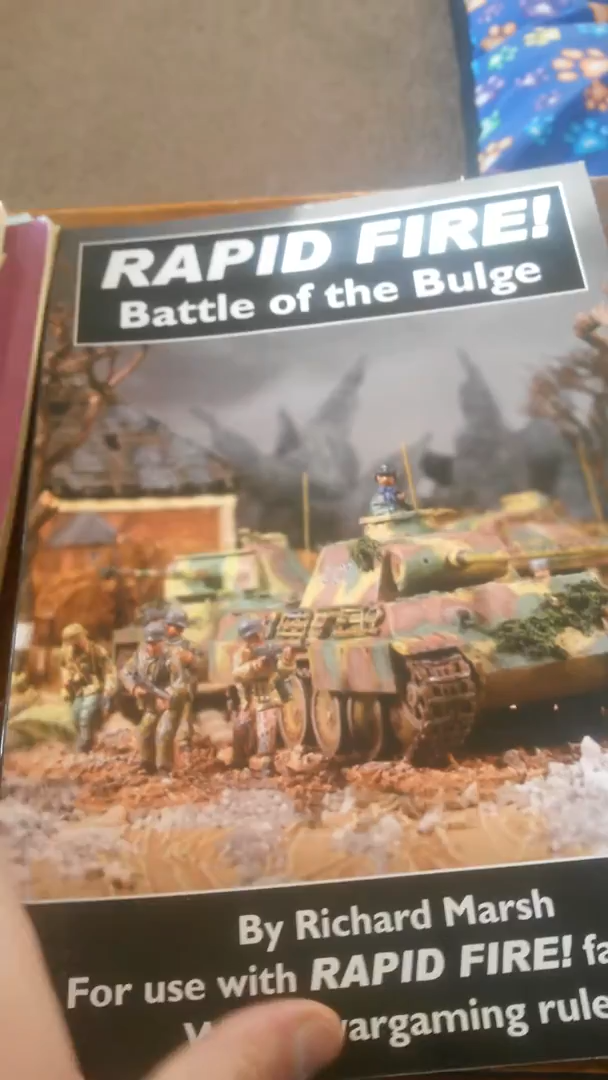 RAPID FIRE!
Battle of the Bulge
By Richard Marsh
For use with RAPID FIRE! fa
wargaming rule